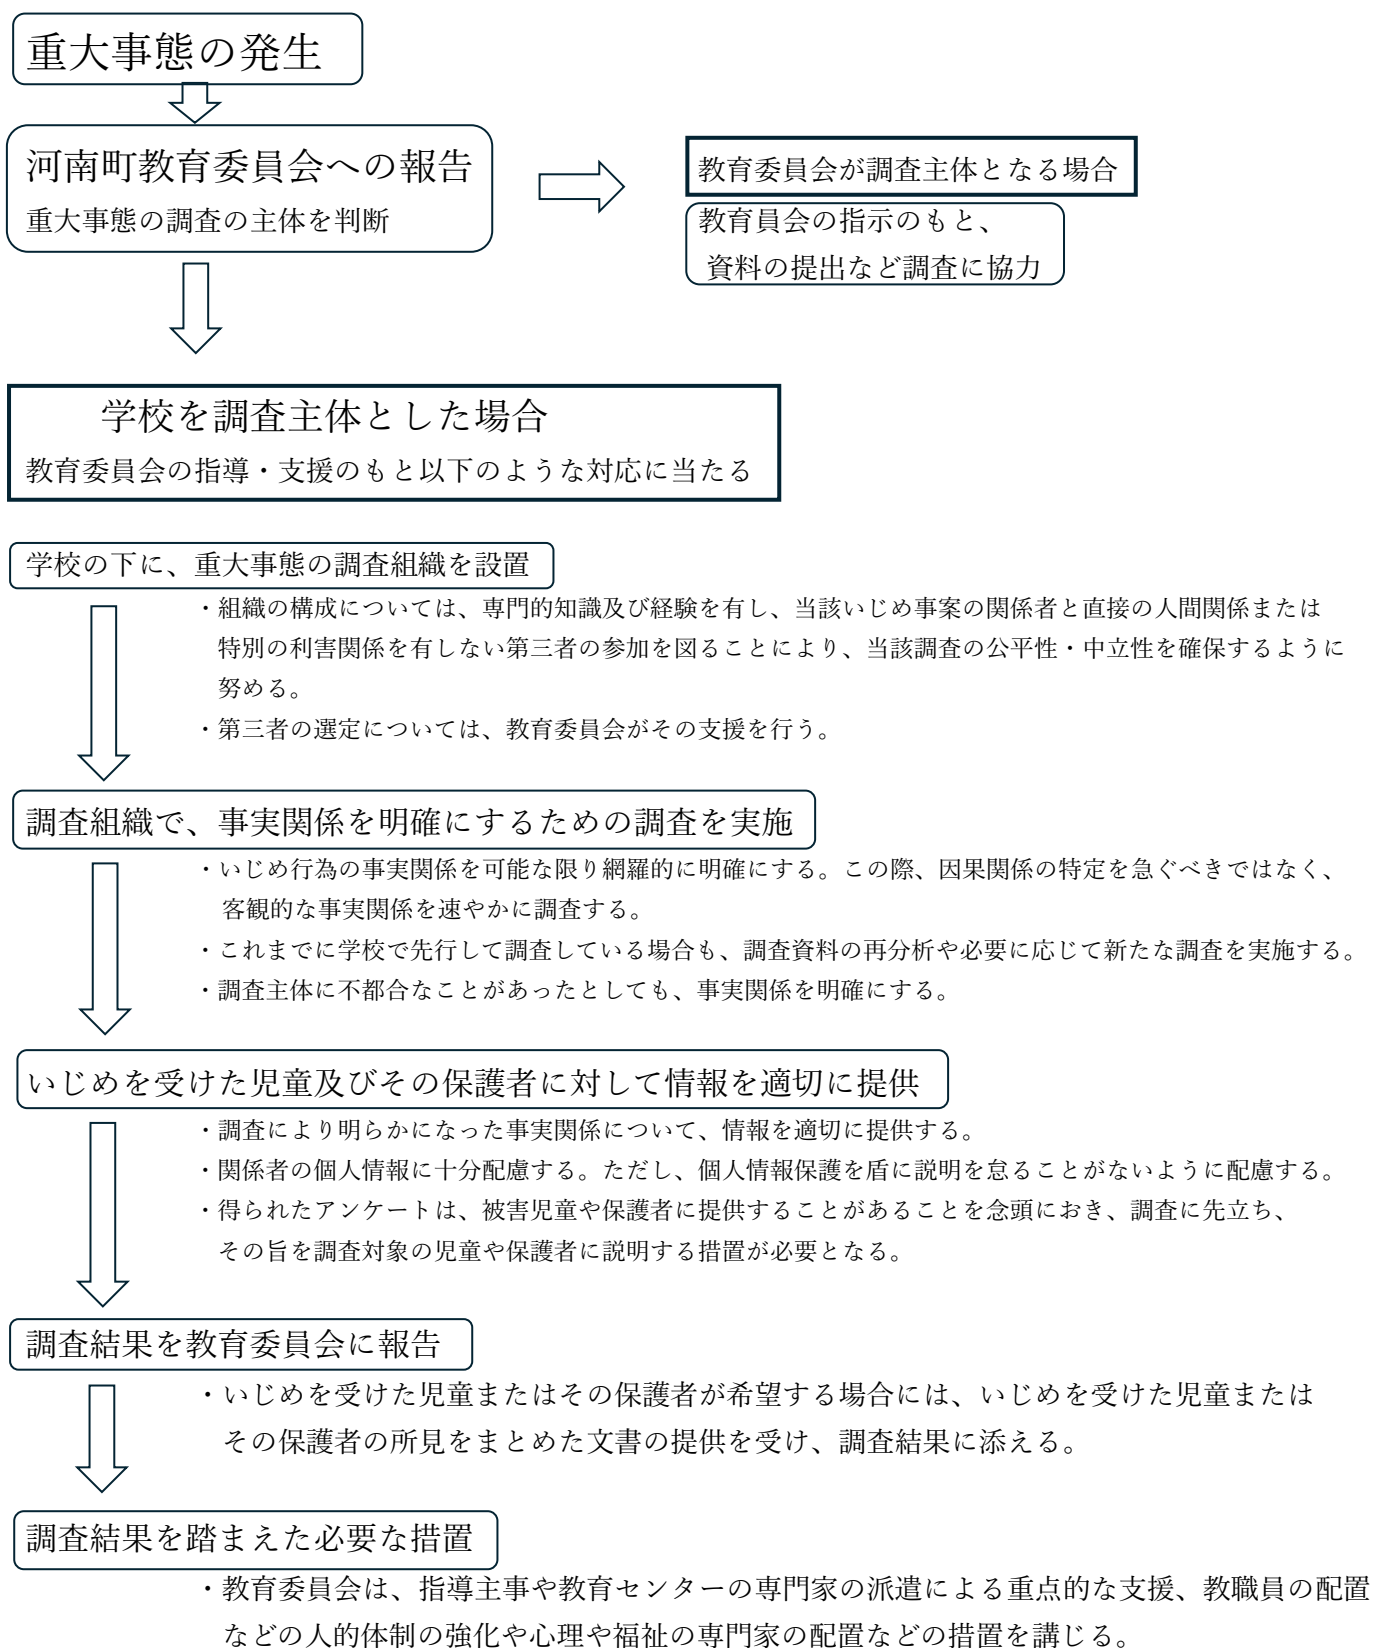 重大事態の発生
河南町教育委員会への報告
重大事態の調査の主体を判断
教育委員会が調査主体となる場合
教育員会の指示のもと、
資料の提出など調査に協力
学校を調査主体とした場合
教育委員会の指導・支援のもと以下のような対応に当たる
学校の下に、重大事態の調査組織を設置
・組織の構成については、専門的知識及び経験を有し、当該いじめ事案の関係者と直接の人間関係または
特別の利害関係を有しない第三者の参加を図ることにより、当該調査の公平性・中立性を確保するように
努める。
・第三者の選定については、教育委員会がその支援を行う。
調査組織で、事実関係を明確にするための調査を実施
・いじめ行為の事実関係を可能な限り網羅的に明確にする。この際、因果関係の特定を急ぐべきではなく、
客観的な事実関係を速やかに調査する。
・これまでに学校で先行して調査している場合も、調査資料の再分析や必要に応じて新たな調査を実施する。
・調査主体に不都合なことがあったとしても、事実関係を明確にする。
いじめを受けた児童及びその保護者に対して情報を適切に提供
・調査により明らかになった事実関係について、情報を適切に提供する。
・関係者の個人情報に十分配慮する。ただし、個人情報保護を盾に説明を怠ることがないように配慮する。
・得られたアンケートは、被害児童や保護者に提供することがあることを念頭におき、調査に先立ち、
その旨を調査対象の児童や保護者に説明する措置が必要となる。
調査結果を教育委員会に報告
・いじめを受けた児童またはその保護者が希望する場合には、いじめを受けた児童または
その保護者の所見をまとめた文書の提供を受け、調査結果に添える。
調査結果を踏まえた必要な措置
・教育委員会は、指導主事や教育センターの専門家の派遣による重点的な支援、教職員の配置
などの人的体制の強化や心理や福祉の専門家の配置などの措置を講じる。